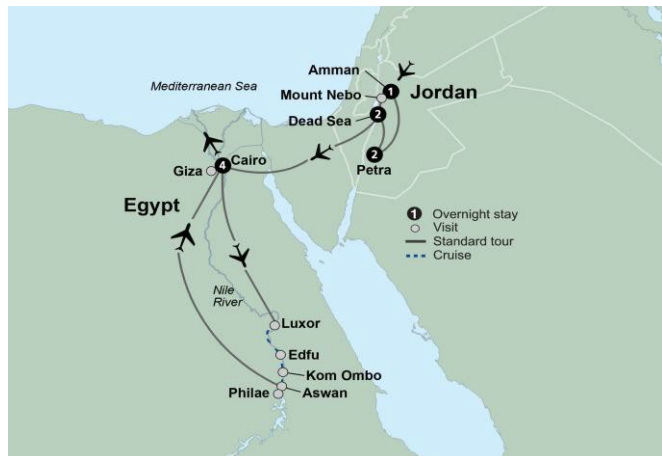 Mediterranean Sea
Amman
Mount Nebo
Dead Sea
Jordan
1
2
2
Petra
4
Cairo
Giza
Egypt
Nile
River
Luxor
Edfu
Kom Ombo
Philae
Aswan
1 Overnight stay
Visit
Standard tour
Cruise